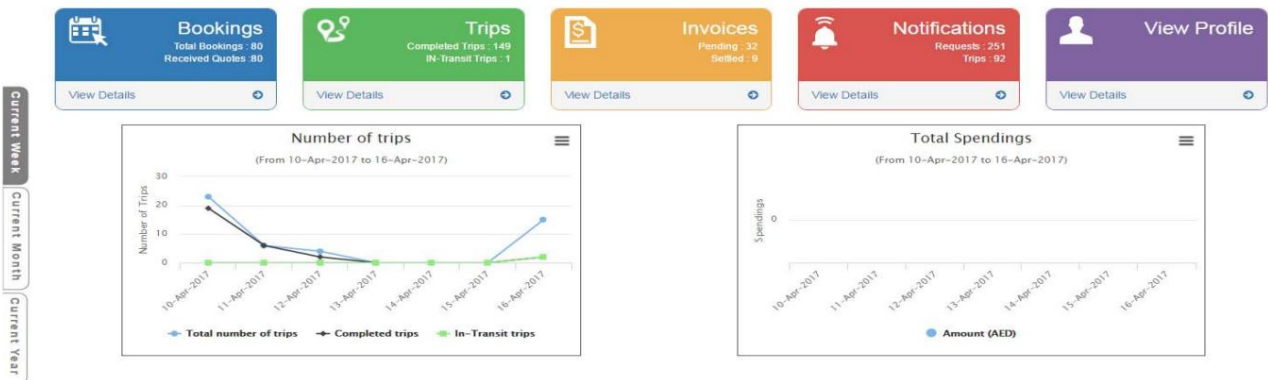 Bookings
Total Bookings : 80
Received Quotes :80
View Details
Trips
Completed Trips : 149
IN-Transit Trips : 1
View Details
Invoices
Pending : 32
Settled : 9
View Details
Notifications
Requests : 251
Trips : 92
View Details
View Profile
View Details
Current Week
Current Month
Current Year
Number of trips
(From 10-Apr-2017 to 16-Apr-2017)
Number of Trips
30
20
10
0
10-Apr-2017
11-Apr-2017
12-Apr-2017
13-Apr-2017
14-Apr-2017
15-Apr-2017
16-Apr-2017
Total number of trips
Completed trips
In-Transit trips
Total Spendings
(From 10-Apr-2017 to 16-Apr-2017)
Spendings
0
10-Apr-2017
11-Apr-2017
12-Apr-2017
13-Apr-2017
14-Apr-2017
15-Apr-2017
16-Apr-2017
Amount (AED)